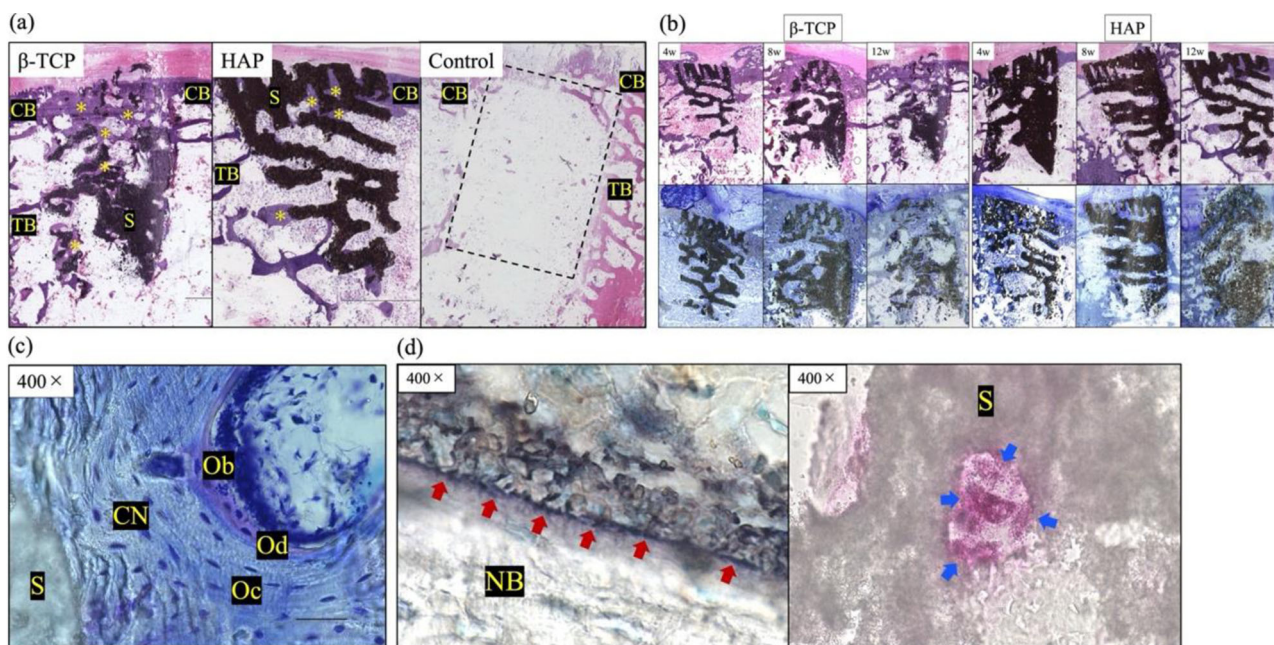 (a)
β-TCP
HAP
Control
CB
CB
S
CB
CB
CB
TB
TB
TB
S
* * * * *
* * * *
(b)
β-TCP
HAP
4w
8w
12w
4w
8w
12w
(c)
400×
Ob
CN
Od
Oc
S
(d)
400×
NB
400×
S